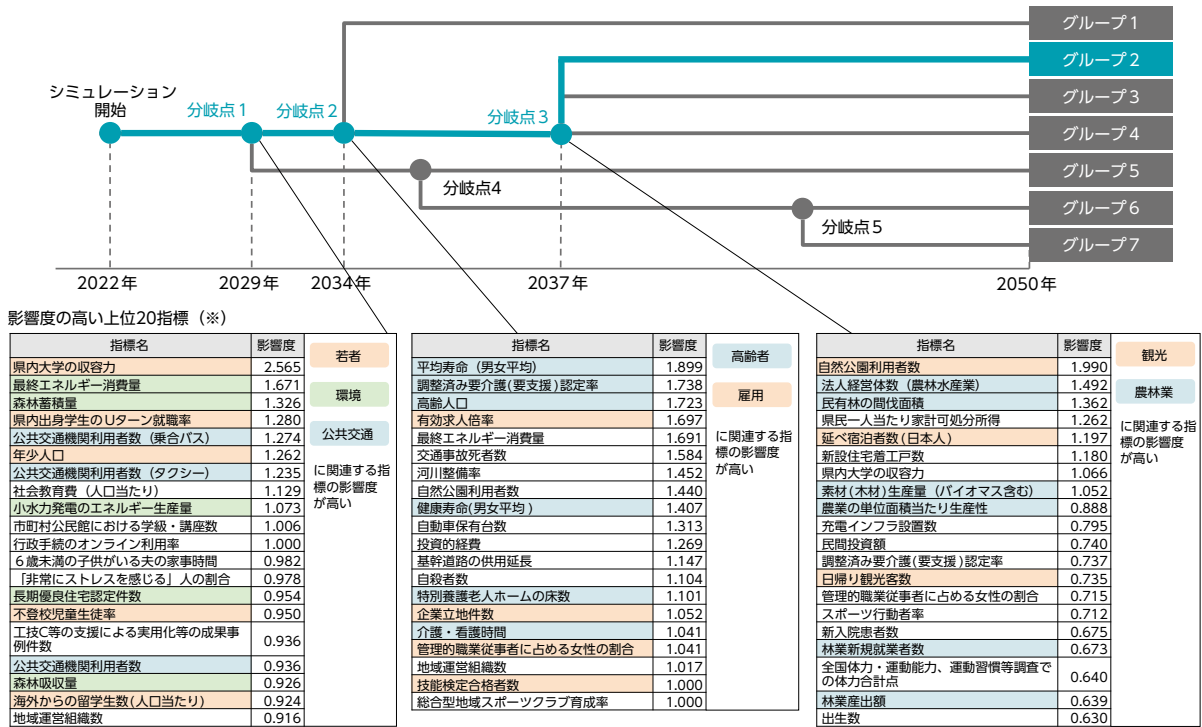 グループ1
グループ2
グループ3
グループ4
グループ5
グループ6
グループ7
シミュレーション
開始
分岐点1
分岐点2
分岐点3
分岐点4
分岐点5
2022年
2029年
2034年
2037年
2050年
影響度の高い上位20指標（※）
指標名 影響度
県内大学の収容力 2.565
最終エネルギー消費量 1.671
森林蓄積量 1.326
県内出身学生のUターン就職率 1.280
公共交通機関利用者数（乗合バス） 1.274
年少人口 1.262
公共交通機関利用者数（タクシー） 1.235
社会教育費（人口当たり） 1.129
小水力発電のエネルギー生産量 1.073
市町村公民館における学級・講座数 1.006
行政手続のオンライン利用率 1.000
6歳未満の子供がいる夫の家事時間 0.982
「非常にストレスを感じる」人の割合 0.978
長期優良住宅認定件数 0.954
不登校児童生徒率 0.950
工技C等の支援による実用化等の成果事
例件数 0.936
公共交通機関利用者数 0.936
森林吸収量 0.926
海外からの留学生数(人口当たり) 0.924
地域運営組織数 0.916
若者
環境
公共交通
に関連する指
標の影響度
が高い
指標名 影響度
平均寿命（男女平均） 1.899
調整済み要介護(要支援)認定率 1.738
高齢人口 1.723
有効求人倍率 1.697
最終エネルギー消費量 1.691
交通事故死者数 1.584
河川整備率 1.452
自然公園利用者数 1.440
健康寿命(男女平均) 1.407
自動車保有台数 1.313
投資的経費 1.269
基幹道路の供用延長 1.147
自殺者数 1.104
特別養護老人ホームの床数 1.101
企業立地件数 1.052
介護・看護時間 1.041
管理的職業従事者に占める女性の割合 1.041
地域運営組織数 1.017
技能検定合格者数 1.000
総合型地域スポーツクラブ育成率 1.000
高齢者
雇用
に関連する指
標の影響度
が高い
指標名 影響度
自然公園利用者数 1.990
法人経営体数（農林水産業） 1.492
民有林の間伐面積 1.362
県民一人当たり家計可処分所得 1.262
延べ宿泊者数(日本人) 1.197
新設住宅着工戸数 1.180
県内大学の収容力 1.066
素材(木材)生産量（バイオマス含む） 1.052
農業の単位面積当たり生産性 0.888
充電インフラ設置数 0.795
民間投資額 0.740
調整済み要介護(要支援)認定率 0.737
日帰り観光客数 0.735
管理的職業従事者に占める女性の割合 0.715
スポーツ行動者率 0.712
新入院患者数 0.675
林業新規就業者数 0.673
全国体力・運動能力、運動習慣等調査で
の体力合計点 0.640
林業産出額 0.639
出生数 0.630
観光
農林業
に関連する指
標の影響度
が高い